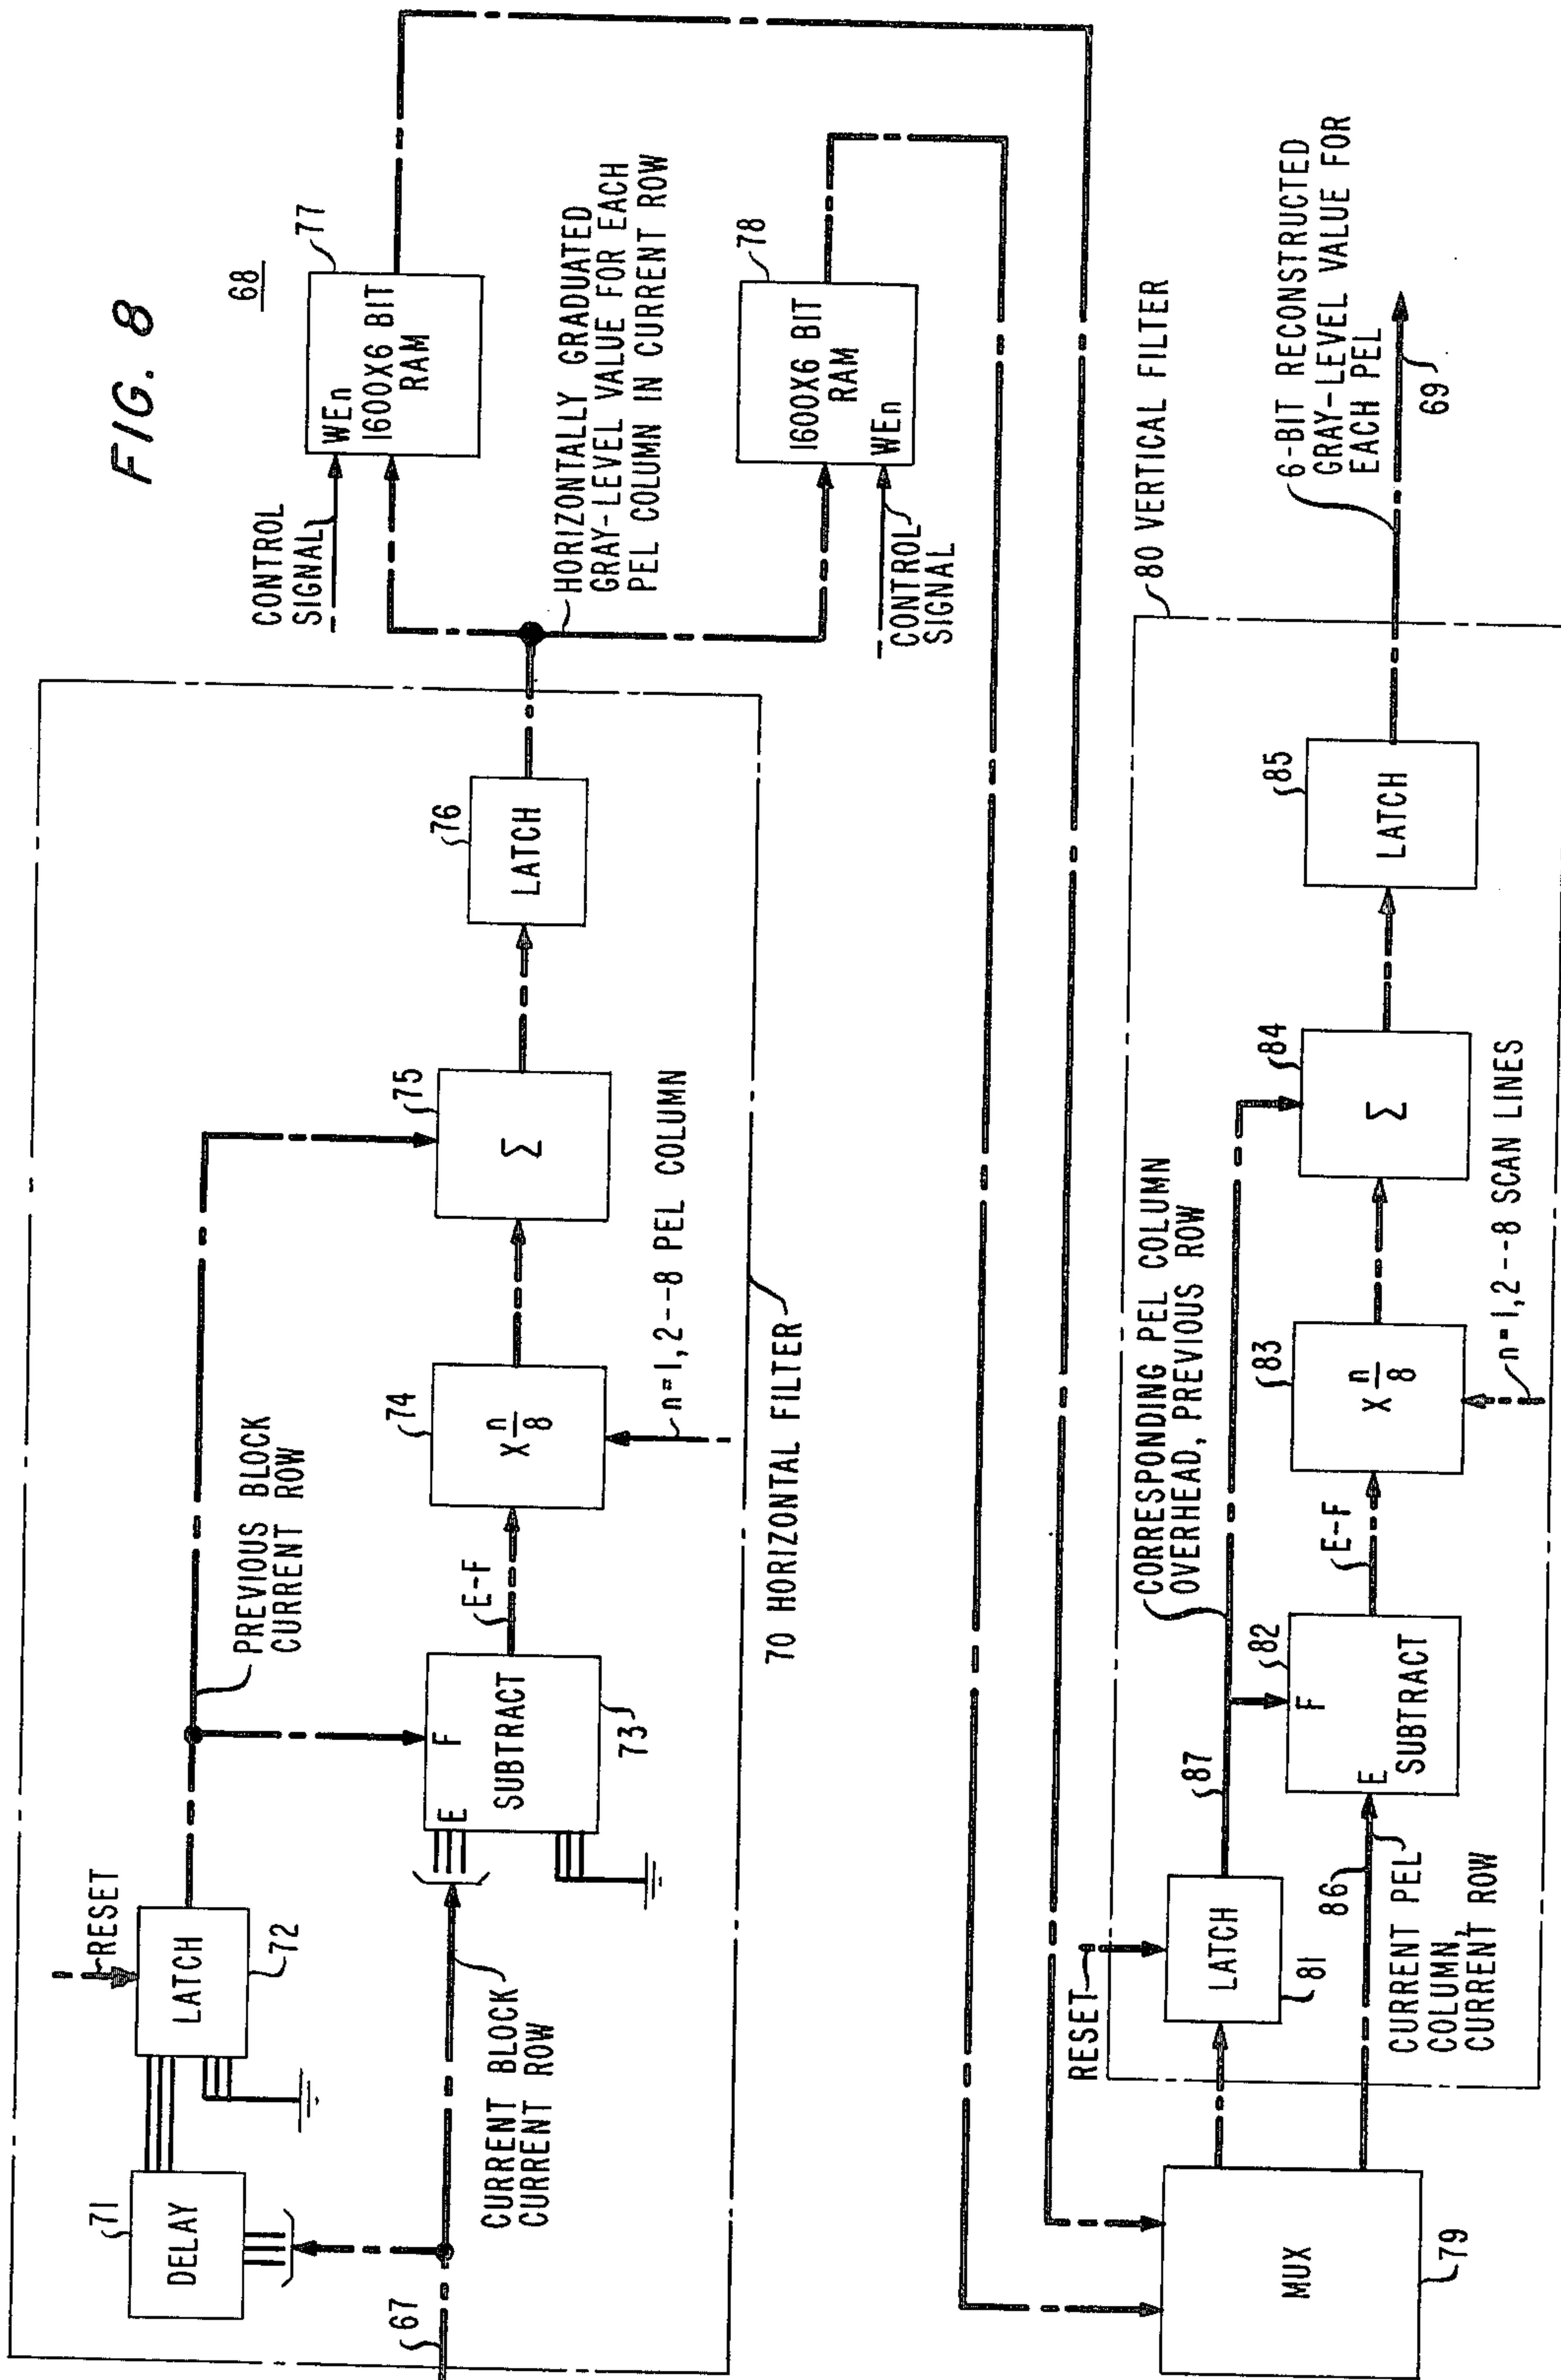 FIG. 8
68
67
71
DELAY
RESET
LATCH
72
PREVIOUS BLOCK
CURRENT ROW
CURRENT BLOCK
CURRENT ROW
E
F
SUBTRACT
73
E-F
74
X n/8
n=1,2--8 PEL COLUMN
75
Σ
76
LATCH
70 HORIZONTAL FILTER
CONTROL
SIGNAL
77
WEn
1600X6 BIT
RAM
HORIZONTALLY GRADUATED
GRAY-LEVEL VALUE FOR EACH
PEL COLUMN IN CURRENT ROW
78
1600X6 BIT
RAM
WEn
CONTROL
SIGNAL
MUX
79
RESET
LATCH
81
87
86
CURRENT PEL
COLUMN,
CURRENT ROW
CORRESPONDING PEL COLUMN
OVERHEAD, PREVIOUS ROW
82
F
E
SUBTRACT
E-F
83
X n/8
n=1,2--8 SCAN LINES
84
Σ
85
LATCH
80 VERTICAL FILTER
6-BIT RECONSTRUCTED
GRAY-LEVEL VALUE FOR
EACH PEL
69